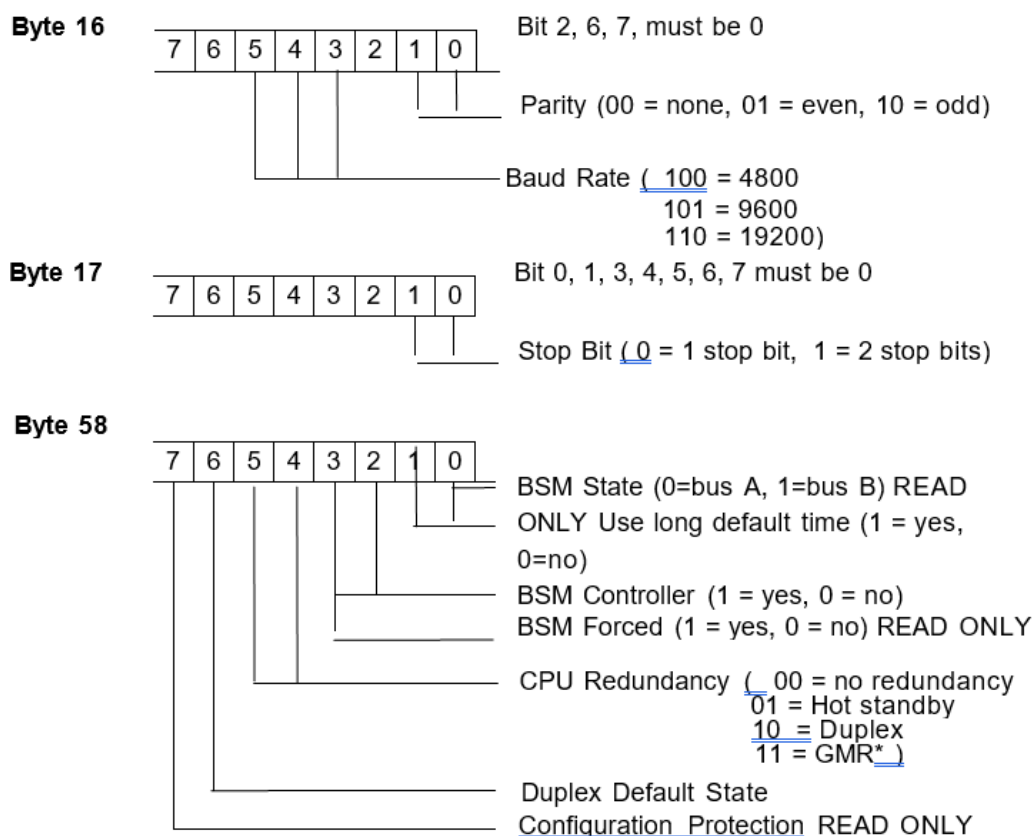 Byte 16
Bit 2, 6, 7, must be 0
7 6 5 4 3 2 1 0
Parity (00 = none, 01 = even, 10 = odd)
Baud Rate ( 100 = 4800
101 = 9600
110 = 19200)
Byte 17
Bit 0, 1, 3, 4, 5, 6, 7 must be 0
7 6 5 4 3 2 1 0
Stop Bit ( 0 = 1 stop bit, 1 = 2 stop bits)
Byte 58
7 6 5 4 3 2 1 0
BSM State (0=bus A, 1=bus B) READ
ONLY Use long default time (1 = yes,
0=no)
BSM Controller (1 = yes, 0 = no)
BSM Forced (1 = yes, 0 = no) READ ONLY
CPU Redundancy ( 00 = no redundancy
01 = Hot standby
10 = Duplex
11 = GMR* )
Duplex Default State
Configuration Protection READ ONLY